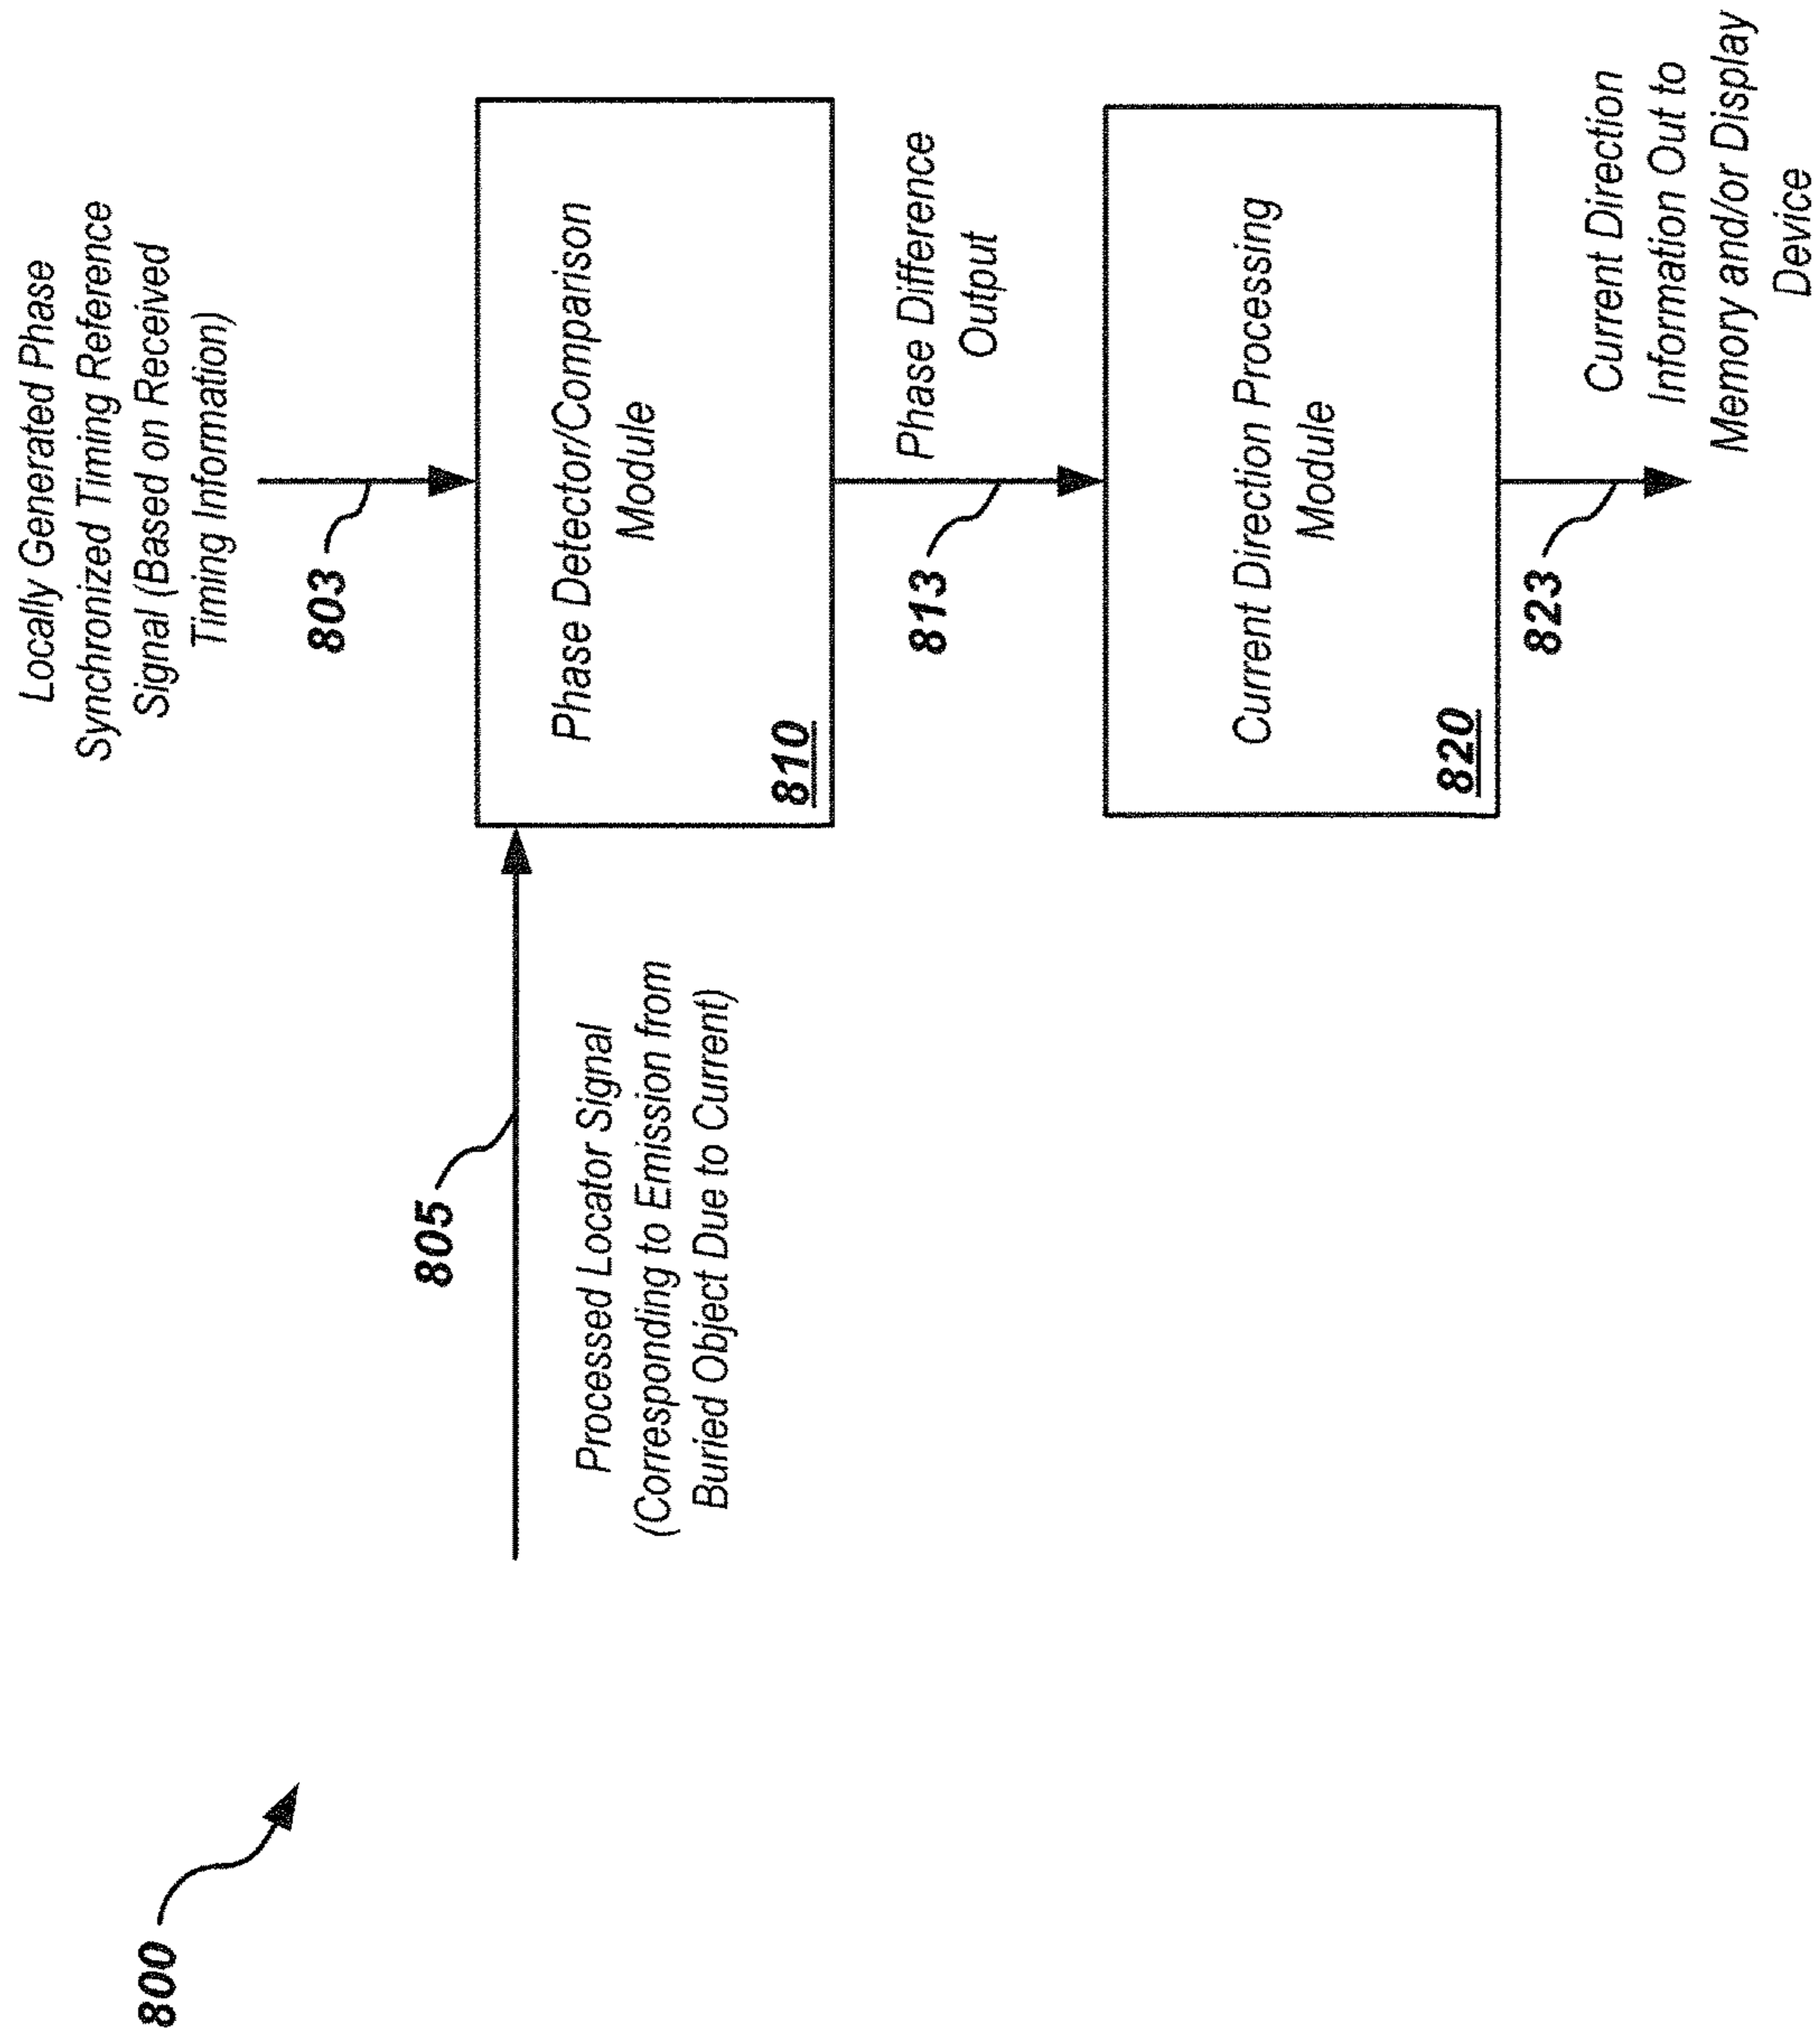 800
805
Processed Locator Signal
(Corresponding to Emission from
Buried Object Due to Current)
Locally Generated Phase
Synchronized Timing Reference
Signal (Based on Received
Timing Information)
803
Phase Detector/Comparison
Module
810
813
Phase Difference
Output
Current Direction Processing
Module
820
823
Current Direction
Information Out to
Memory and/or Display
Device